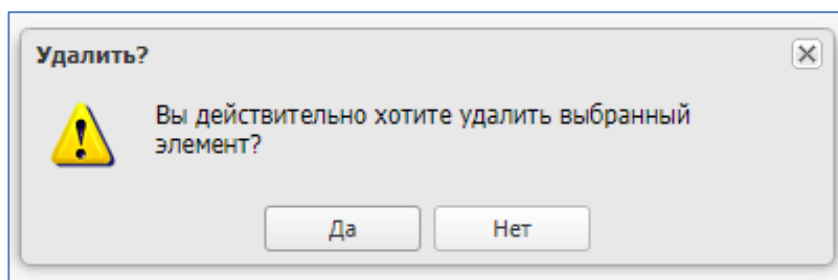 Удалить?
Вы действительно хотите удалить выбранный
элемент?
Да Нет